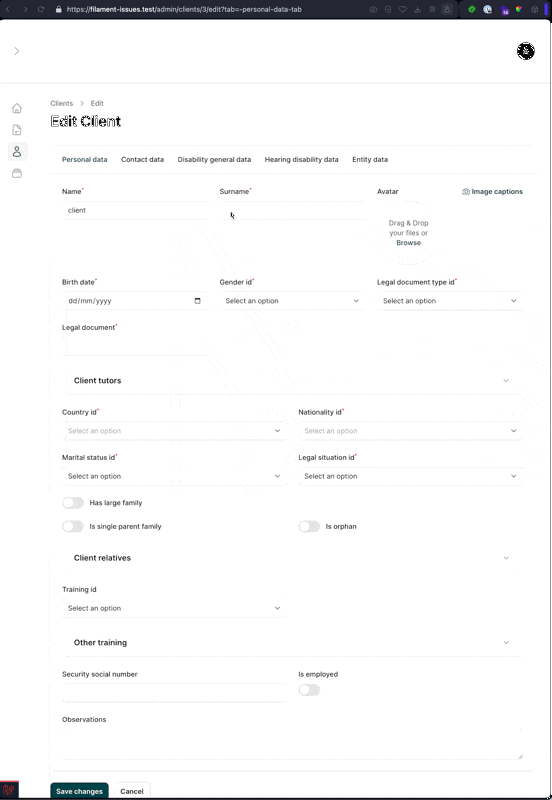 https://filament-issues.test/admin/clients/3/edit?tab=-personal-data-tab
Clients > Edit
Edit Client
Personal data Contact data Disability general data Hearing disability data Entity data
Name* Surname* Avatar Image captions
client
Drag & Drop
your files or
Browse
Birth date* Gender id* Legal document type id*
dd/mm/yyyy Select an option Select an option
Legal document*
Client tutors
Country id* Nationality id*
Select an option Select an option
Marital status id* Legal situation id*
Select an option Select an option
Has large family
Is single parent family Is orphan
Client relatives
Training id
Select an option
Other training
Security social number Is employed
Observations
Save changes Cancel